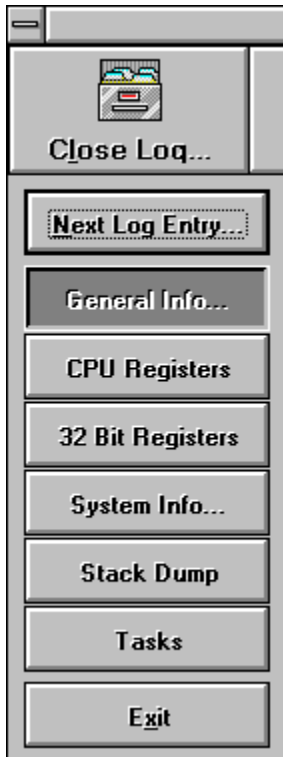 Close Log...
Next Log Entry...
General Info...
CPU Registers
32 Bit Registers
System Info...
Stack Dump
Tasks
Exit